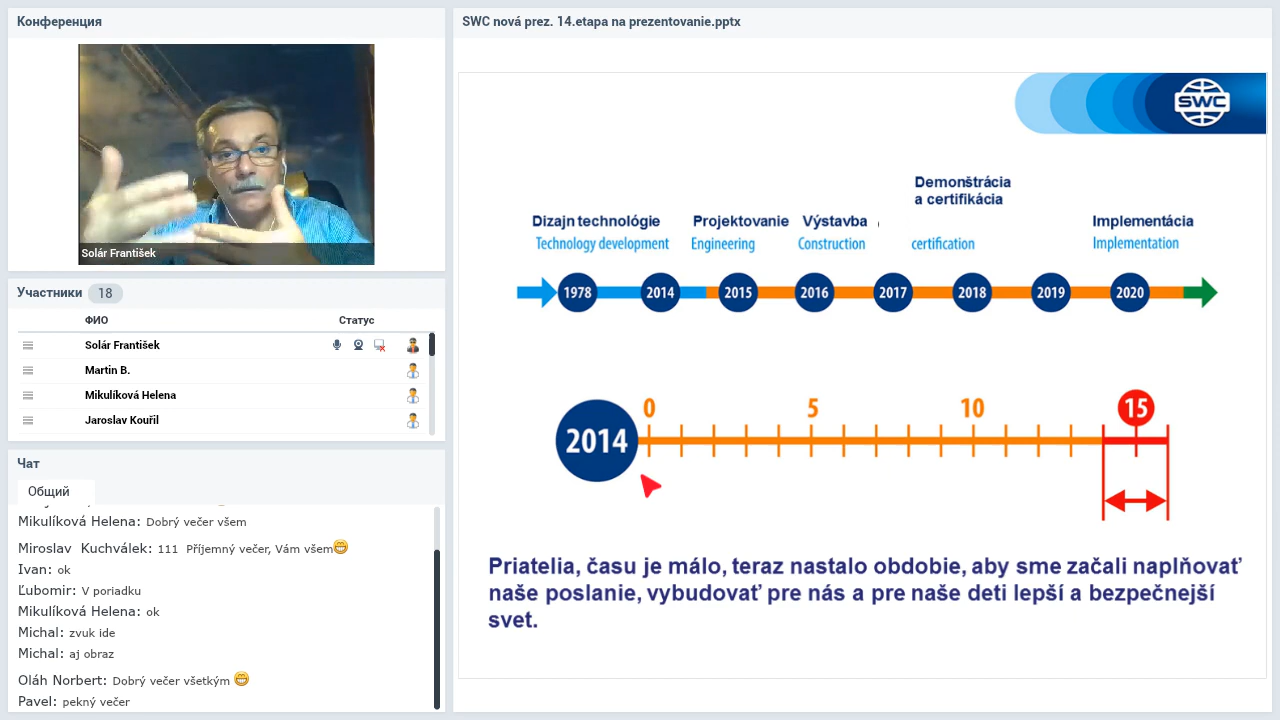 Конференция
Solár František
Участники 18
ФИО Статус
Solár František
Martin B.
Mikulíková Helena
Jaroslav Kouřil
Чат
Общий
Mikulíková Helena: Dobrý večer všem
Miroslav Kuchválek: 111 Příjemný večer, Vám všem
Ivan: ok
Ľubomir: V poriadku
Mikulíková Helena: ok
Michal: zvuk ide
Michal: aj obraz
Oláh Norbert: Dobrý večer všetkým
Pavel: pekný večer
SWC nová prez. 14.etapa na prezentovanie.pptx
SWC
Demonštrácia
a certifikácia
Dizajn technológie Projektovanie Výstavba Implementácia
Technology development Engineering Construction certification Implementation
1978 2014 2015 2016 2017 2018 2019 2020
0 5 10 15
2014
Priatelia, času je málo, teraz nastalo obdobie, aby sme začali naplňovať
naše poslanie, vybudovať pre nás a pre naše deti lepší a bezpečnejší
svet.